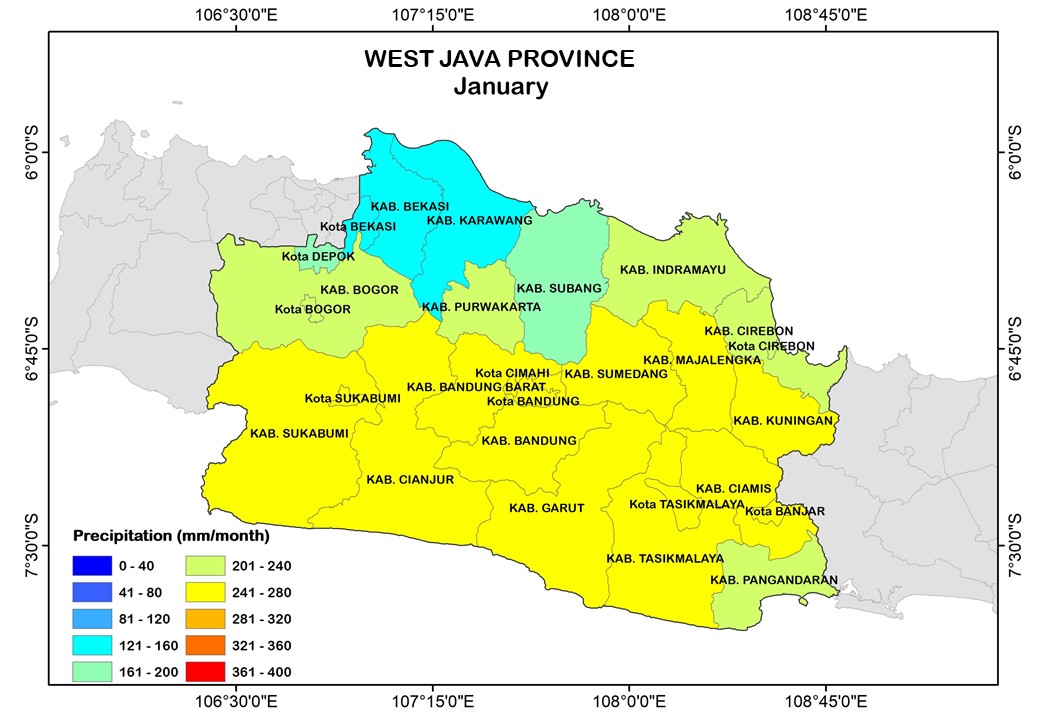 106°30'0"E 107°15'0"E 108°00'0"E 108°45'0"E
WEST JAVA PROVINCE
January
6°0'0"S
6°0'0"S
KAB. BEKASI
KAB. KARAWANG
Kota BEKASI
Kota DEPOK
KAB. INDRAMAYU
KAB. BOGOR
KAB. SUBANG
Kota BOGOR
KAB. PURWAKARTA
KAB. CIREBON
Kota CIREBON
6°45'0"S
6°45'0"S
KAB. MAJALENGKA
Kota CIMAHI
KAB. SUMEDANG
KAB. BANDUNG BARAT
Kota SUKABUMI
Kota BANDUNG
KAB. KUNINGAN
KAB. SUKABUMI
KAB. BANDUNG
KAB. CIANJUR
KAB. CIAMIS
Kota TASIKMALAYA
KAB. GARUT
Kota BANJAR
7°30'0"S
7°30'0"S
KAB. TASIKMALAYA
KAB. PANGANDARAN
Precipitation (mm/month)
0 - 40 201 - 240
41 - 80 241 - 280
81 - 120 281 - 320
121 - 160 321 - 360
161 - 200 361 - 400
106°30'0"E 107°15'0"E 108°00'0"E 108°45'0"E